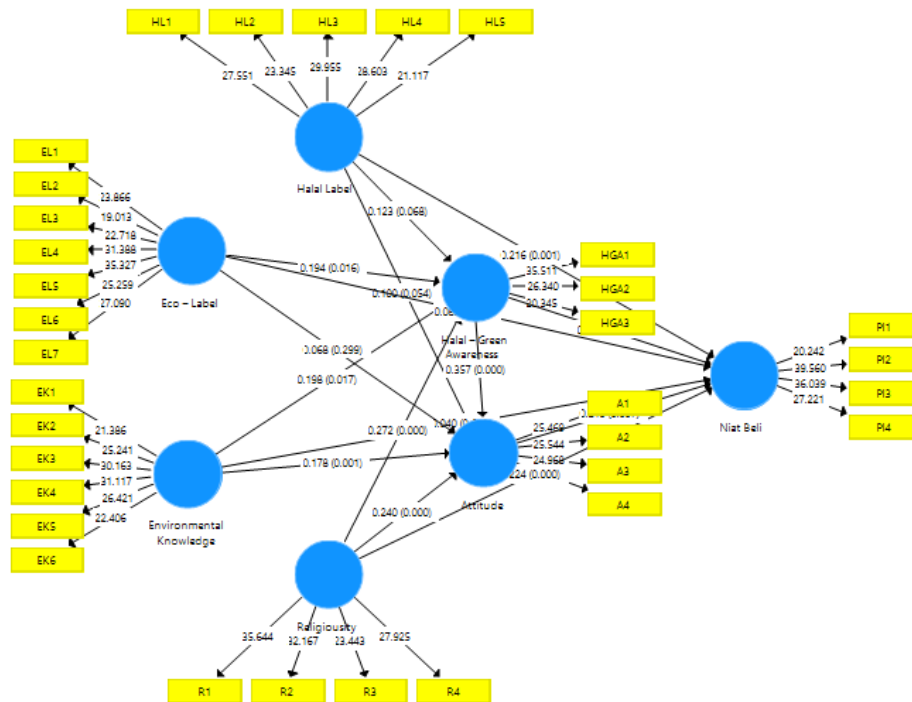 HL1 HL2 HL3 HL4 HL5
27.551 23.345 29.955 28.603 21.117
Halal Label
EL1
EL2
EL3
EL4
EL5
EL6
EL7
23.866
19.013
22.718
31.388
35.327
25.259
27.090
Eco – Label
0.123 (0.068)
0.216 (0.001)
0.194 (0.016)
0.100 (0.054)
HGA1
HGA2
HGA3
35.511
26.340
20.345
Halal – Green
Awareness
0.068 (0.299)
0.357 (0.000)
0.198 (0.017)
PI1
PI2
PI3
PI4
20.242
39.560
36.039
27.221
Niat Beli
EK1
EK2
EK3
EK4
EK5
EK6
21.386
25.241
30.163
31.117
26.421
22.406
Environmental
Knowledge
0.272 (0.000)
0.178 (0.001)
0.240 (0.000)
A1
A2
A3
A4
25.469
25.544
24.968
.224 (0.000)
Attitude
Religiousity
35.644 32.167 23.443 27.925
R1 R2 R3 R4